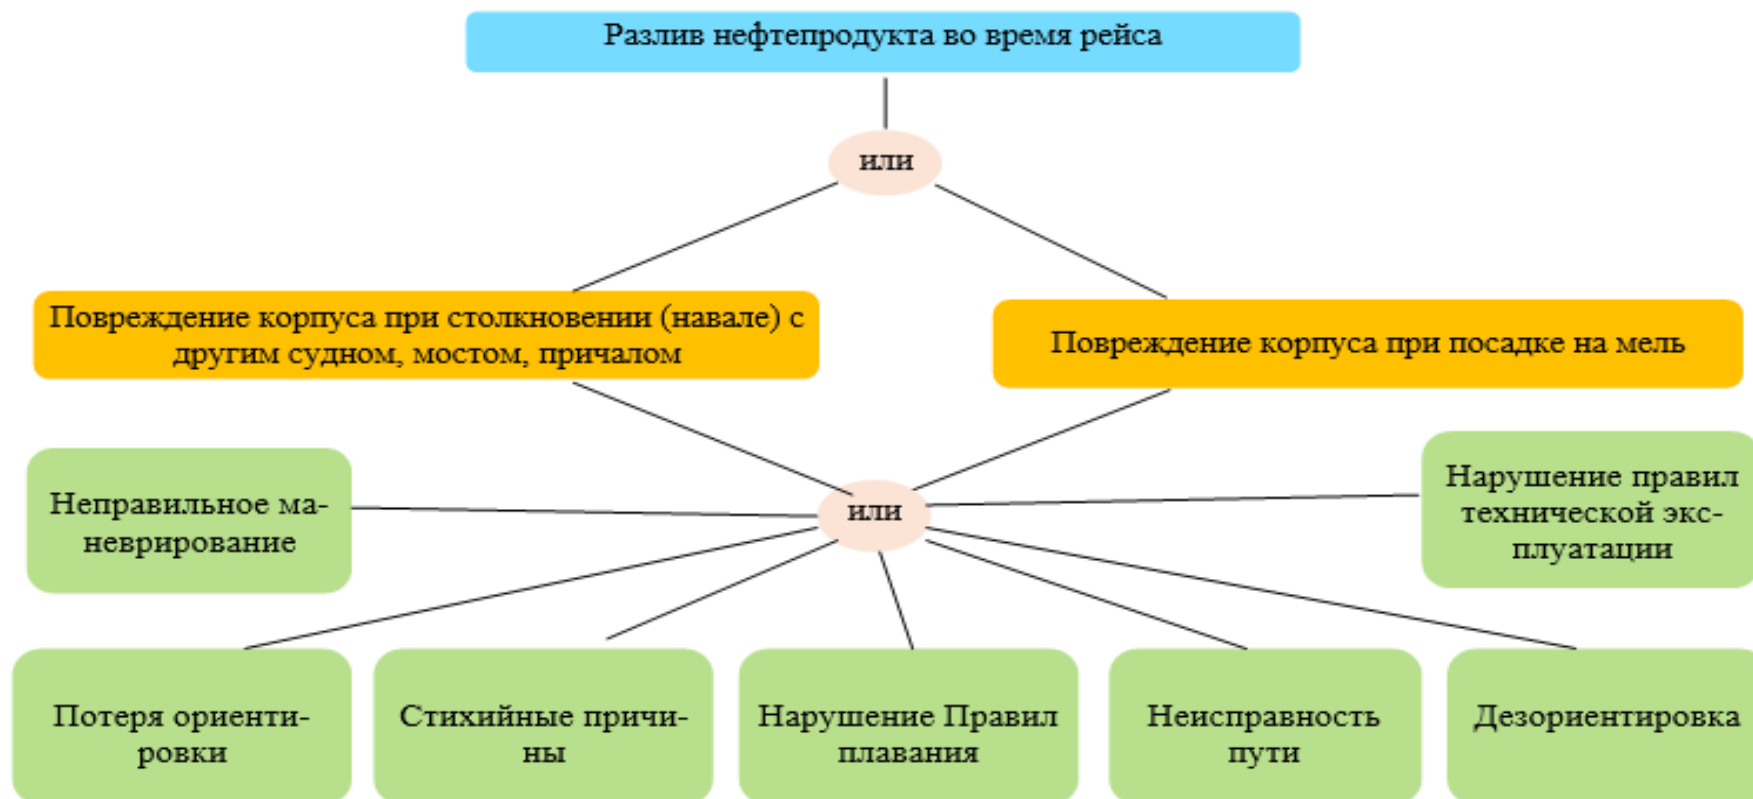 Разлив нефтепродукта во время рейса
или
Повреждение корпуса при столкновении (навале) с
другим судном, мостом, причалом
Повреждение корпуса при посадке на мель
Неправильное ма-
неврирование
или
Нарушение правил
технической экс-
плуатации
Потеря ориенти-
ровки
Стихийные причи-
ны
Нарушение Правил
плавания
Неисправность
пути
Дезориентировка